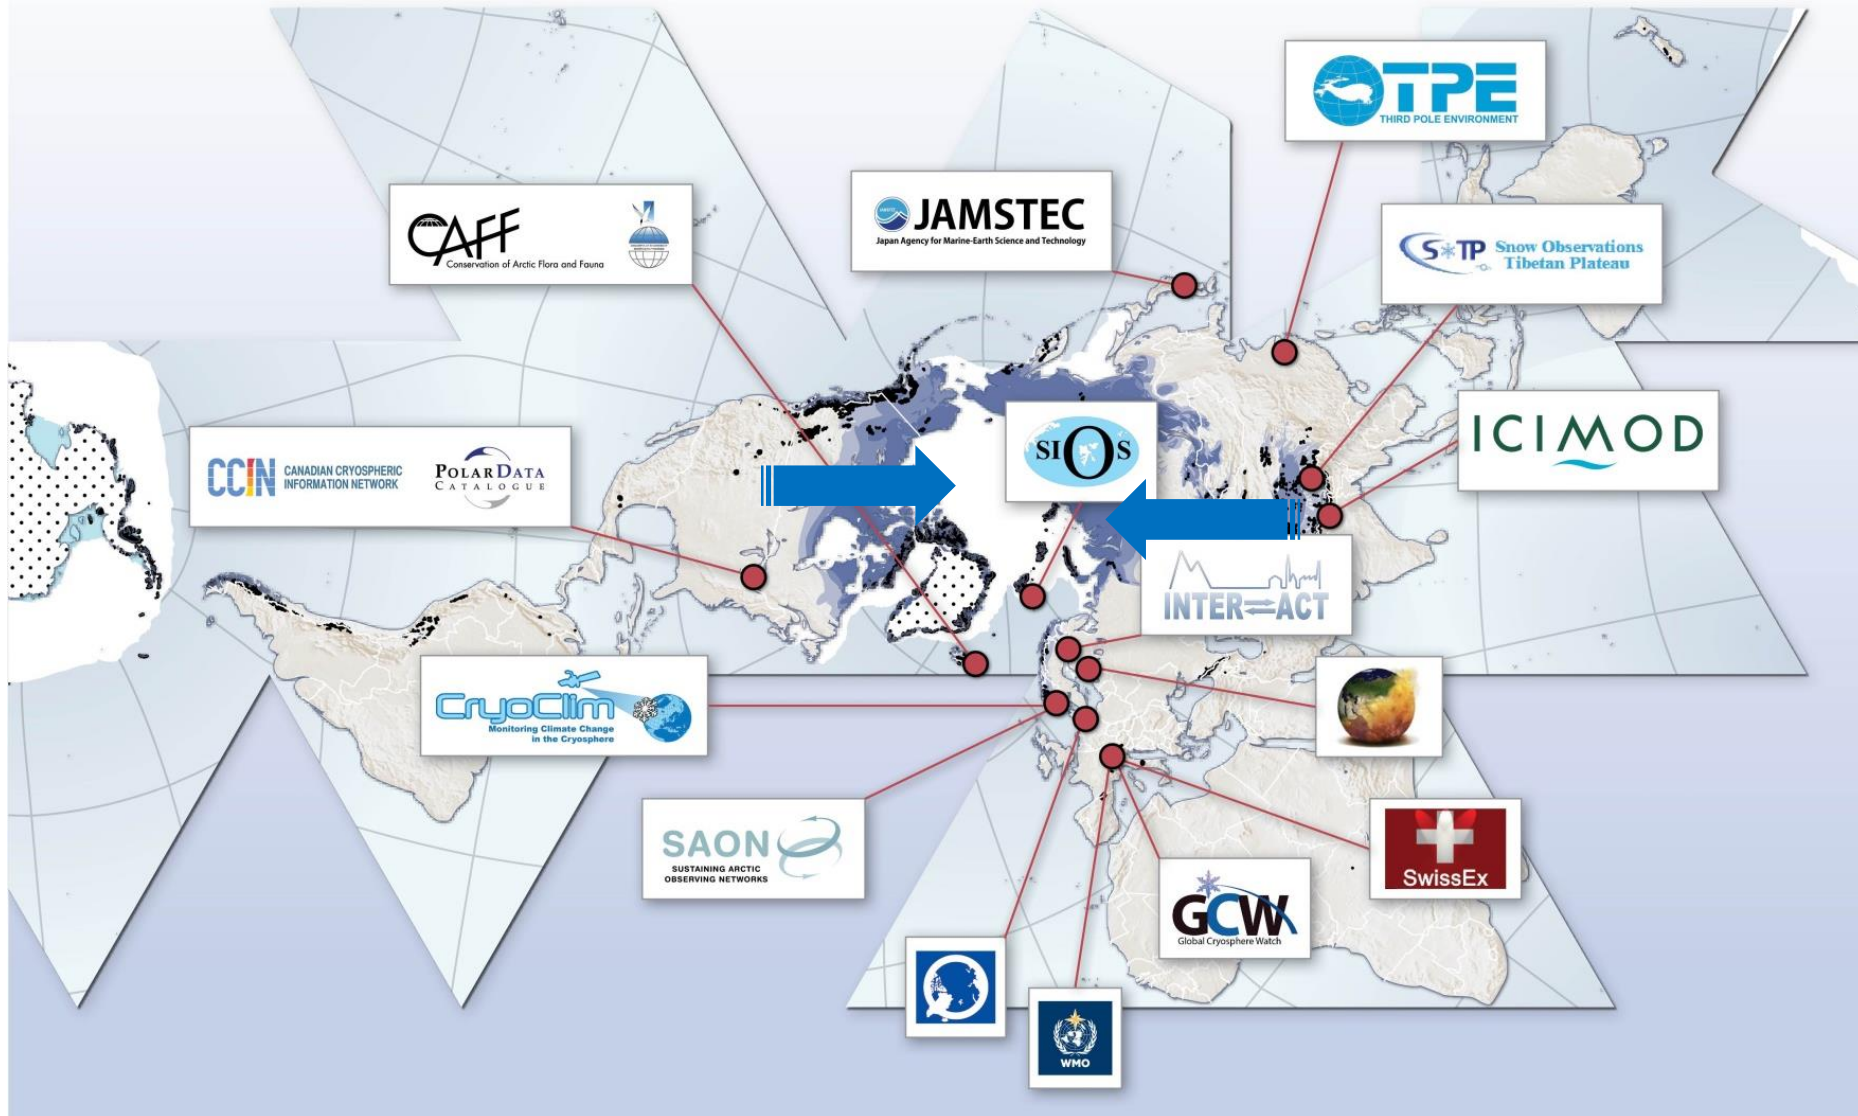 TPE
THIRD POLE ENVIRONMENT
CAFF
Conservation of Arctic Flora and Fauna
JAMSTEC
Japan Agency for Marine-Earth Science and Technology
S*TP Snow Observations
Tibetan Plateau
ICIMOD
SIOS
CCIN CANADIAN CRYOSPHERIC
INFORMATION NETWORK
POLAR DATA
CATALOGUE
INTER⇌ACT
CryoClim
Monitoring Climate Change
in the Cryosphere
SAON
SUSTAINING ARCTIC
OBSERVING NETWORKS
SwissEx
GCW
Global Cryosphere Watch
WMO